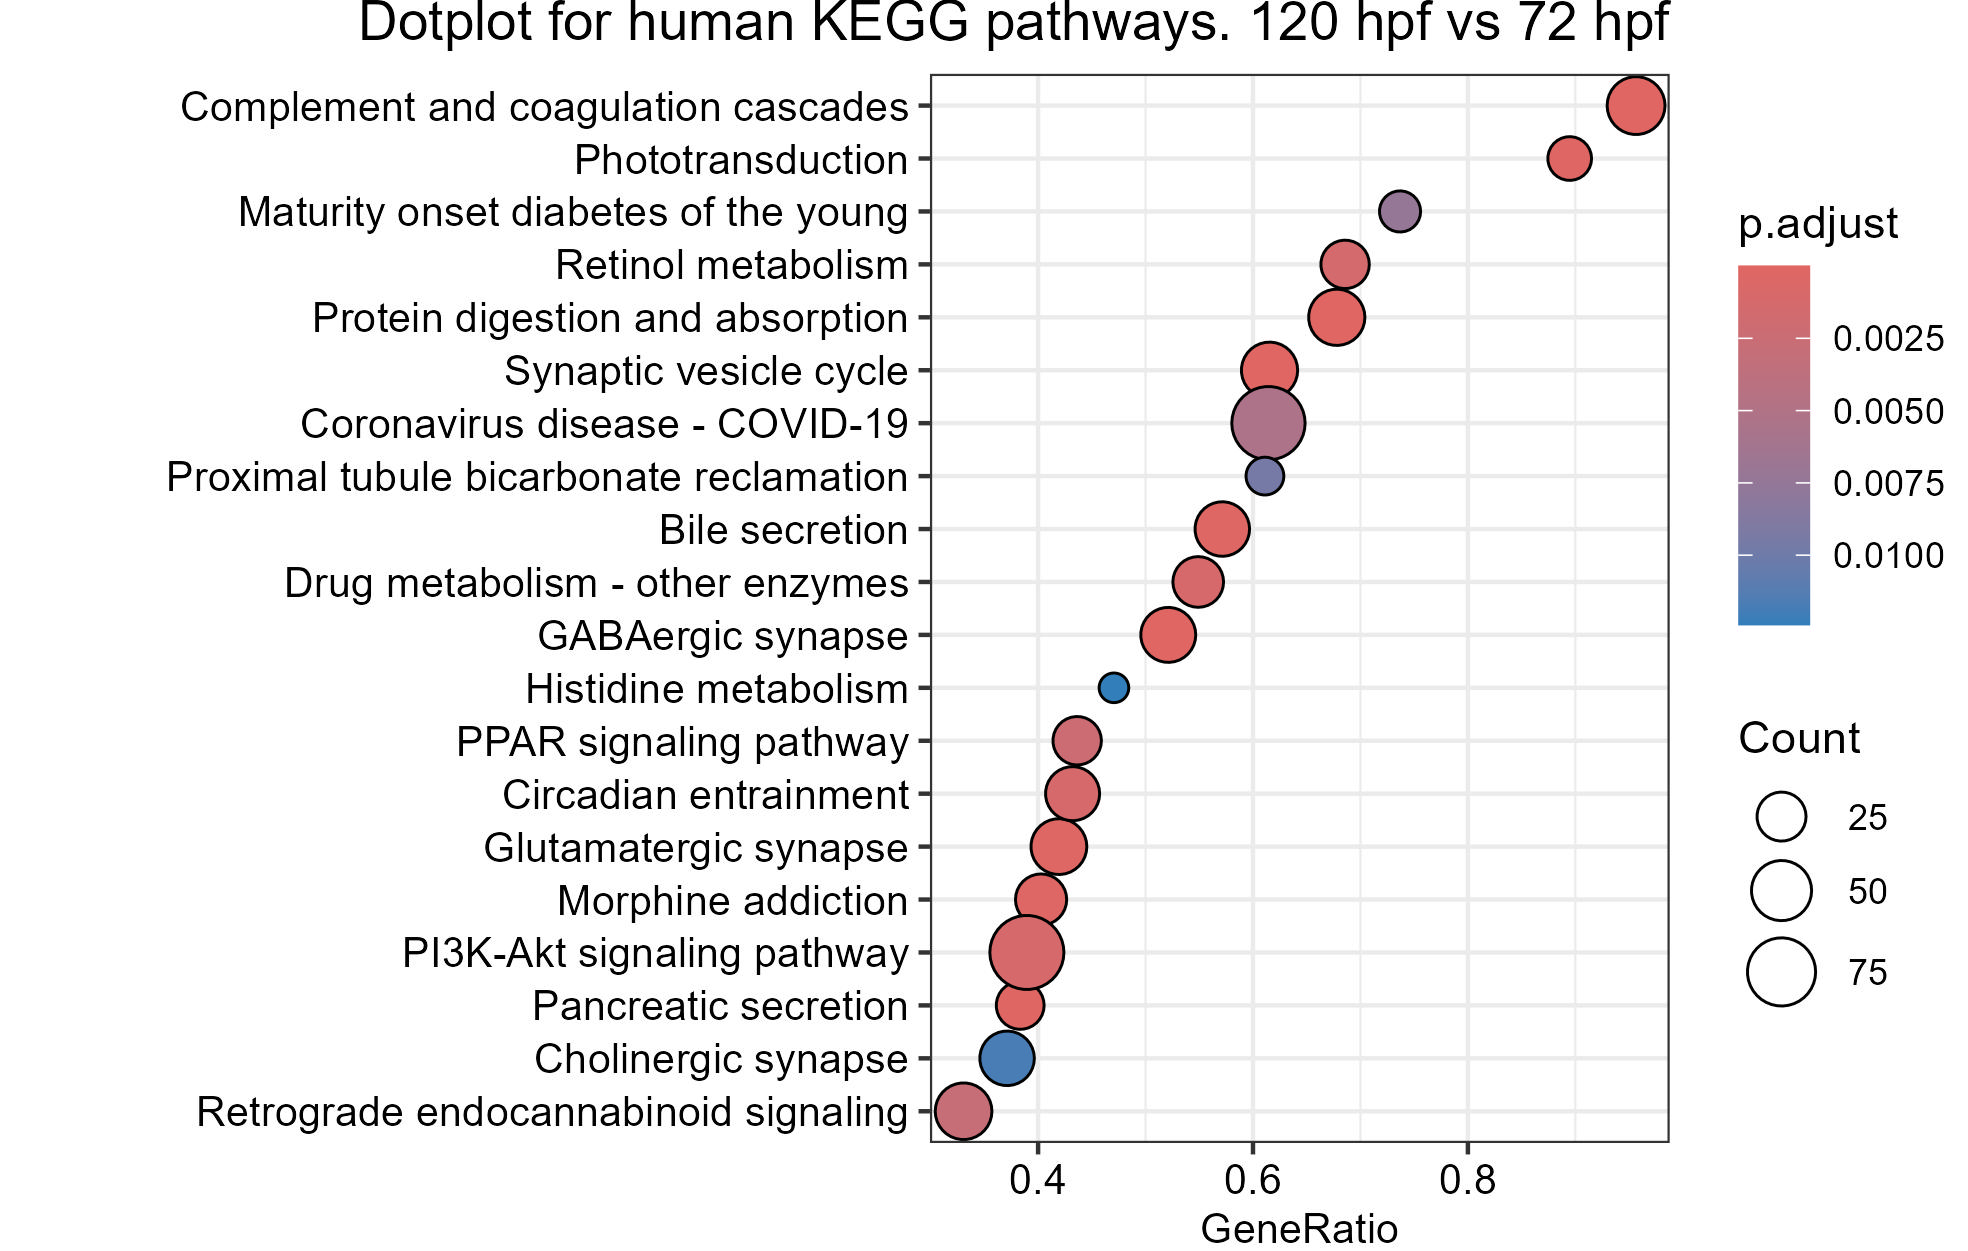 Dotplot for human KEGG pathways. 120 hpf vs 72 hpf
Complement and coagulation cascades
Phototransduction
Maturity onset diabetes of the young
Retinol metabolism
Protein digestion and absorption
Synaptic vesicle cycle
Coronavirus disease - COVID-19
Proximal tubule bicarbonate reclamation
Bile secretion
Drug metabolism - other enzymes
GABAergic synapse
Histidine metabolism
PPAR signaling pathway
Circadian entrainment
Glutamatergic synapse
Morphine addiction
PI3K-Akt signaling pathway
Pancreatic secretion
Cholinergic synapse
Retrograde endocannabinoid signaling
0.4 0.6 0.8
GeneRatio
p.adjust
0.0025
0.0050
0.0075
0.0100
Count
25
50
75